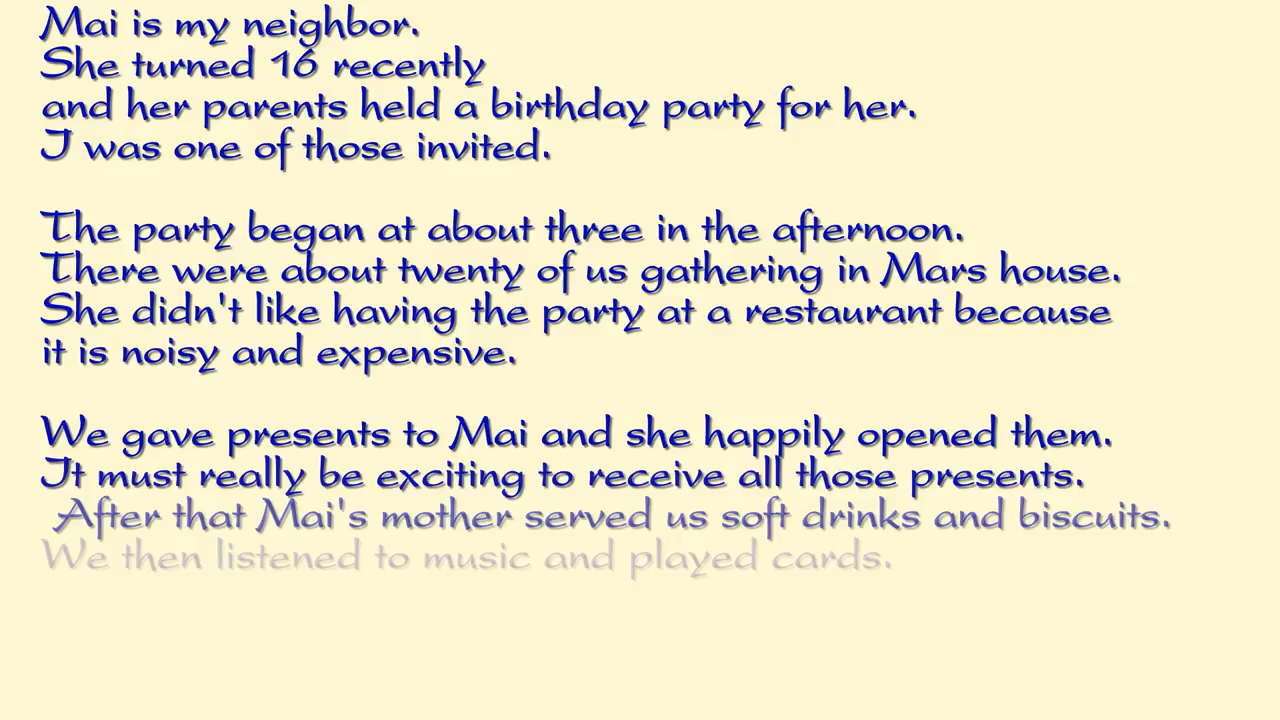 Mai is my neighbor.
She turned 16 recently
and her parents held a birthday party for her.
I was one of those invited.
The party began at about three in the afternoon.
There were about twenty of us gathering in Mars house.
She didn't like having the party at a restaurant because
it is noisy and expensive.
We gave presents to Mai and she happily opened them.
It must really be exciting to receive all those presents.
After that Mai's mother served us soft drinks and biscuits.
We then listened to music and played cards.